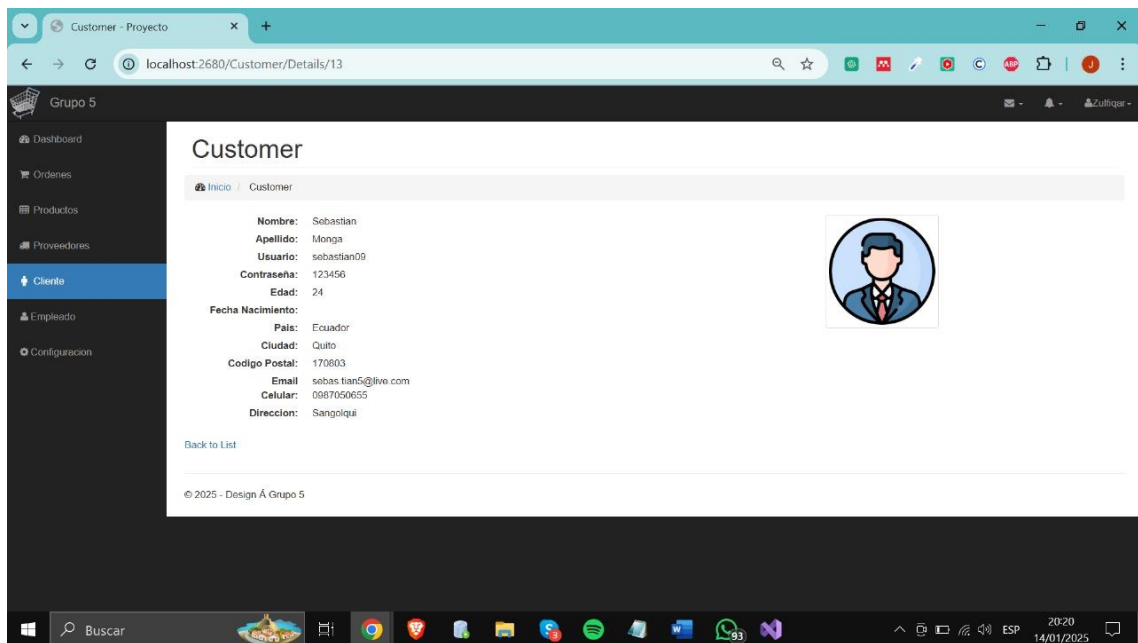 Customer - Proyecto
localhost:2680/Customer/Details/13
ABP
J
Grupo 5
Zulfiqar
Dashboard
Ordenes
Productos
Proveedores
Cliente
Empleado
Configuracion
Customer
Inicio / Customer
Nombre: Sebastian
Apellido: Monga
Usuario: sebastian09
Contraseña: 123456
Edad: 24
Fecha Nacimiento:
Pais: Ecuador
Ciudad: Quito
Codigo Postal: 170803
Email sebas.tian5@live.com
Celular: 0987050655
Direccion: Sangolqui
Back to List
© 2025 - Design Á Grupo 5
Buscar
93
ESP
20:20
14/01/2025